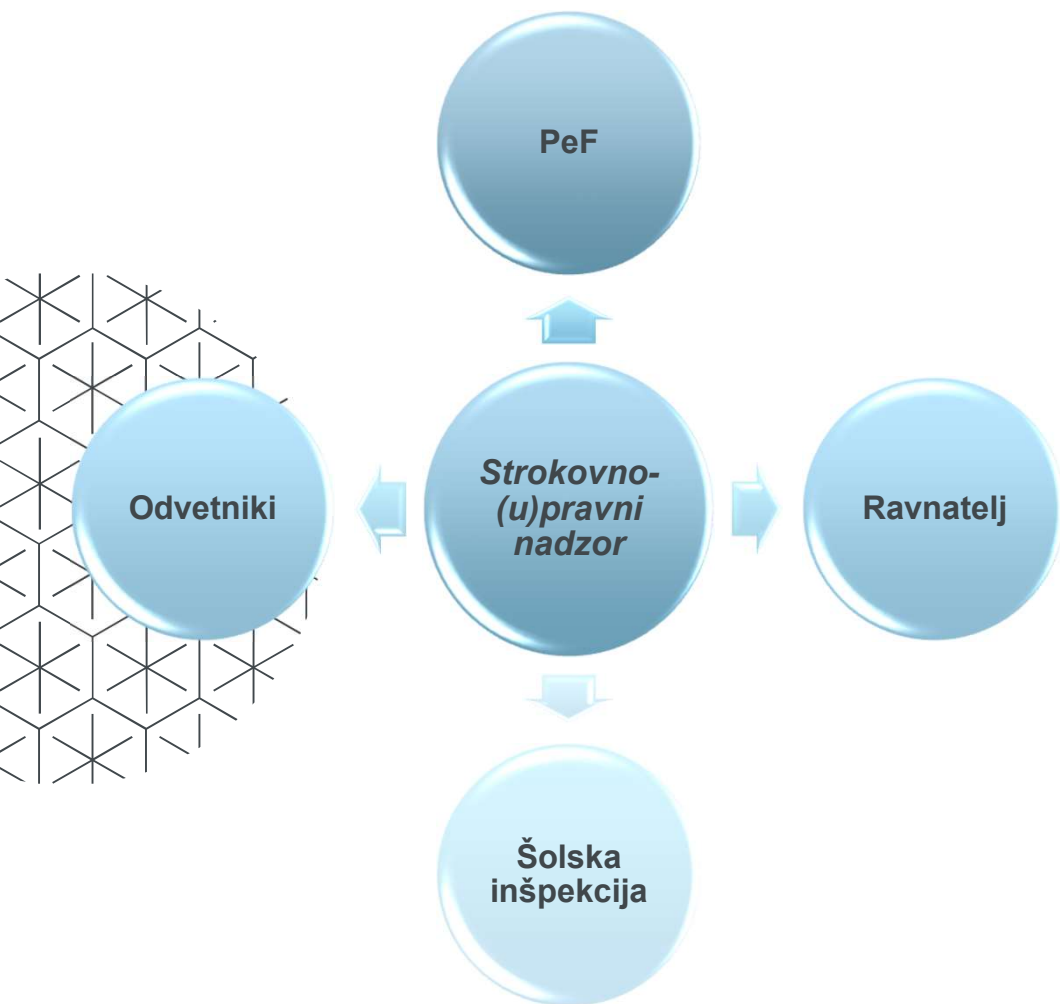 PeF
Odvetniki
Strokovno-
(u)pravni
nadzor
Ravnatelj
Šolska
inšpekcija